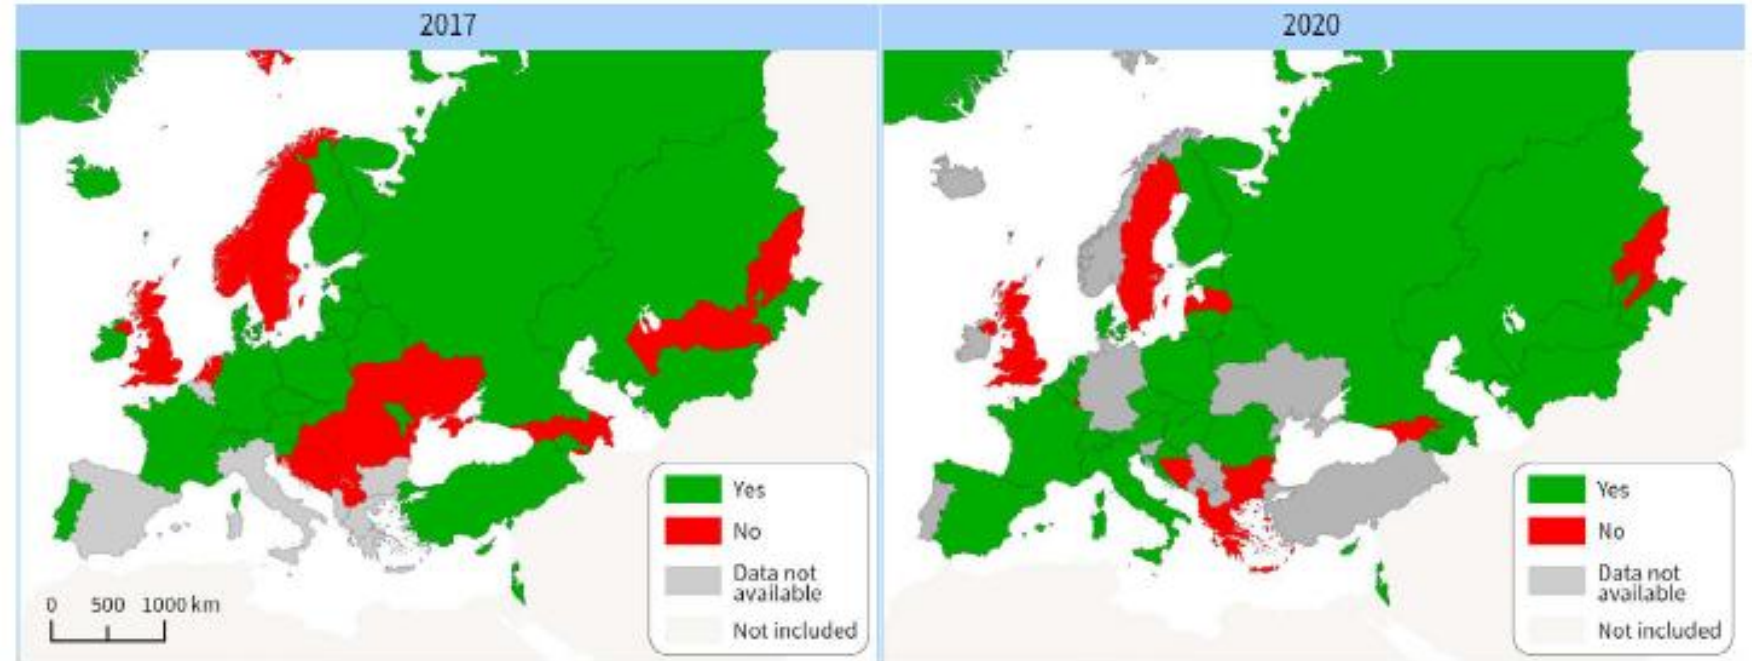 2017
2020
Yes
No
Data not
available
Not included
0 500 1000 km
Yes
No
Data not
available
Not included